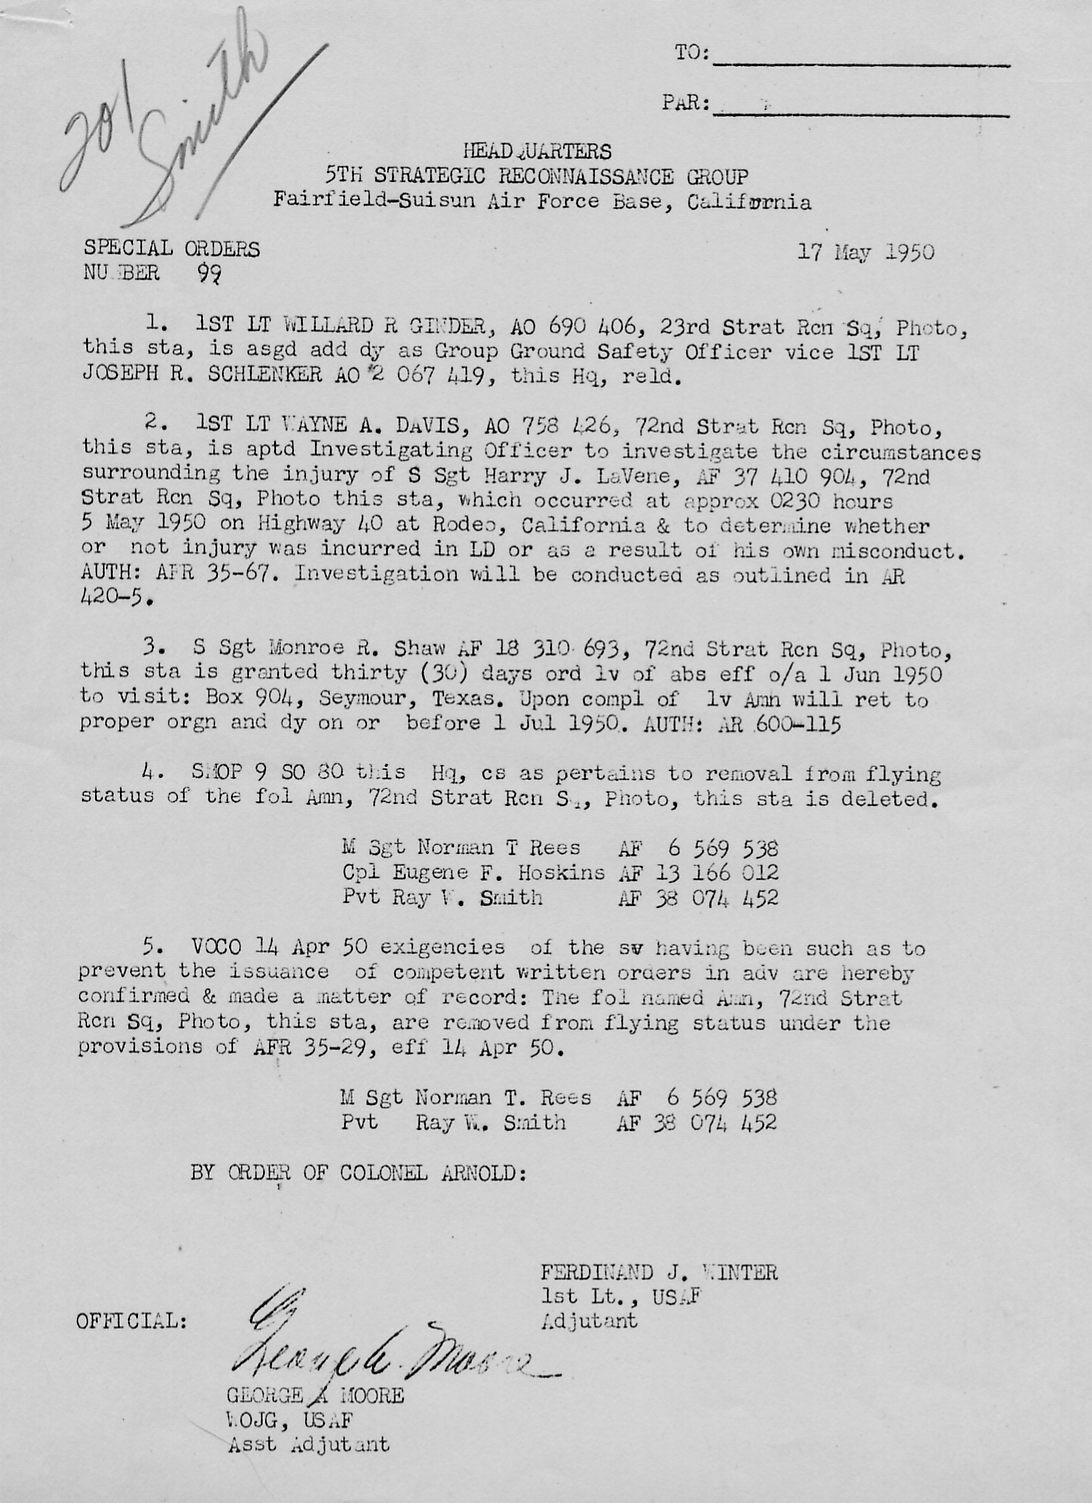 201
Smith
TO:
PAR:
HEADQUARTERS
5TH STRATEGIC RECONNAISSANCE GROUP
Fairfield-Suisun Air Force Base, California
SPECIAL ORDERS
17 May 1950
NUMBER 99
1. 1ST LT WILLARD R GINDER, AO 690 406, 23rd Strat Rcn Sq, Photo,
this sta, is asgd add dy as Group Ground Safety Officer vice 1ST LT
JOSEPH R. SCHLENKER AO 2 067 419, this Hq, reld.
2. 1ST LT WAYNE A. DAVIS, AO 758 426, 72nd Strat Rcn Sq, Photo,
this sta, is aptd Investigating Officer to investigate the circumstances
surrounding the injury of S Sgt Harry J. LaVene, AF 37 410 904, 72nd
Strat Rcn Sq, Photo this sta, which occurred at approx 0230 hours
5 May 1950 on Highway 40 at Rodeo, California & to determine whether
or not injury was incurred in LD or as a result of his own misconduct.
AUTH: AFR 35-67. Investigation will be conducted as outlined in AR
420-5.
3. S Sgt Monroe R. Shaw AF 18 310 693, 72nd Strat Rcn Sq, Photo,
this sta is granted thirty (30) days ord lv of abs eff o/a 1 Jun 1950
to visit: Box 904, Seymour, Texas. Upon compl of lv Amn will ret to
proper orgn and dy on or before 1 Jul 1950. AUTH: AR 600-115
4. SMOP 9 SO 80 this Hq, cs as pertains to removal from flying
status of the fol Amn, 72nd Strat Rcn Sq, Photo, this sta is deleted.
M Sgt Norman T Rees AF 6 569 538
Cpl Eugene F. Hoskins AF 13 166 012
Pvt Ray W. Smith AF 38 074 452
5. VOCO 14 Apr 50 exigencies of the sv having been such as to
prevent the issuance of competent written orders in adv are hereby
confirmed & made a matter of record: The fol named Amn, 72nd Strat
Rcn Sq, Photo, this sta, are removed from flying status under the
provisions of AFR 35-29, eff 14 Apr 50.
M Sgt Norman T. Rees AF 6 569 538
Pvt Ray W. Smith AF 38 074 452
BY ORDER OF COLONEL ARNOLD:
FERDINAND J. WINTER
1st Lt., USAF
Adjutant
OFFICIAL:
George A. Moore
GEORGE A MOORE
WOJG, USAF
Asst Adjutant